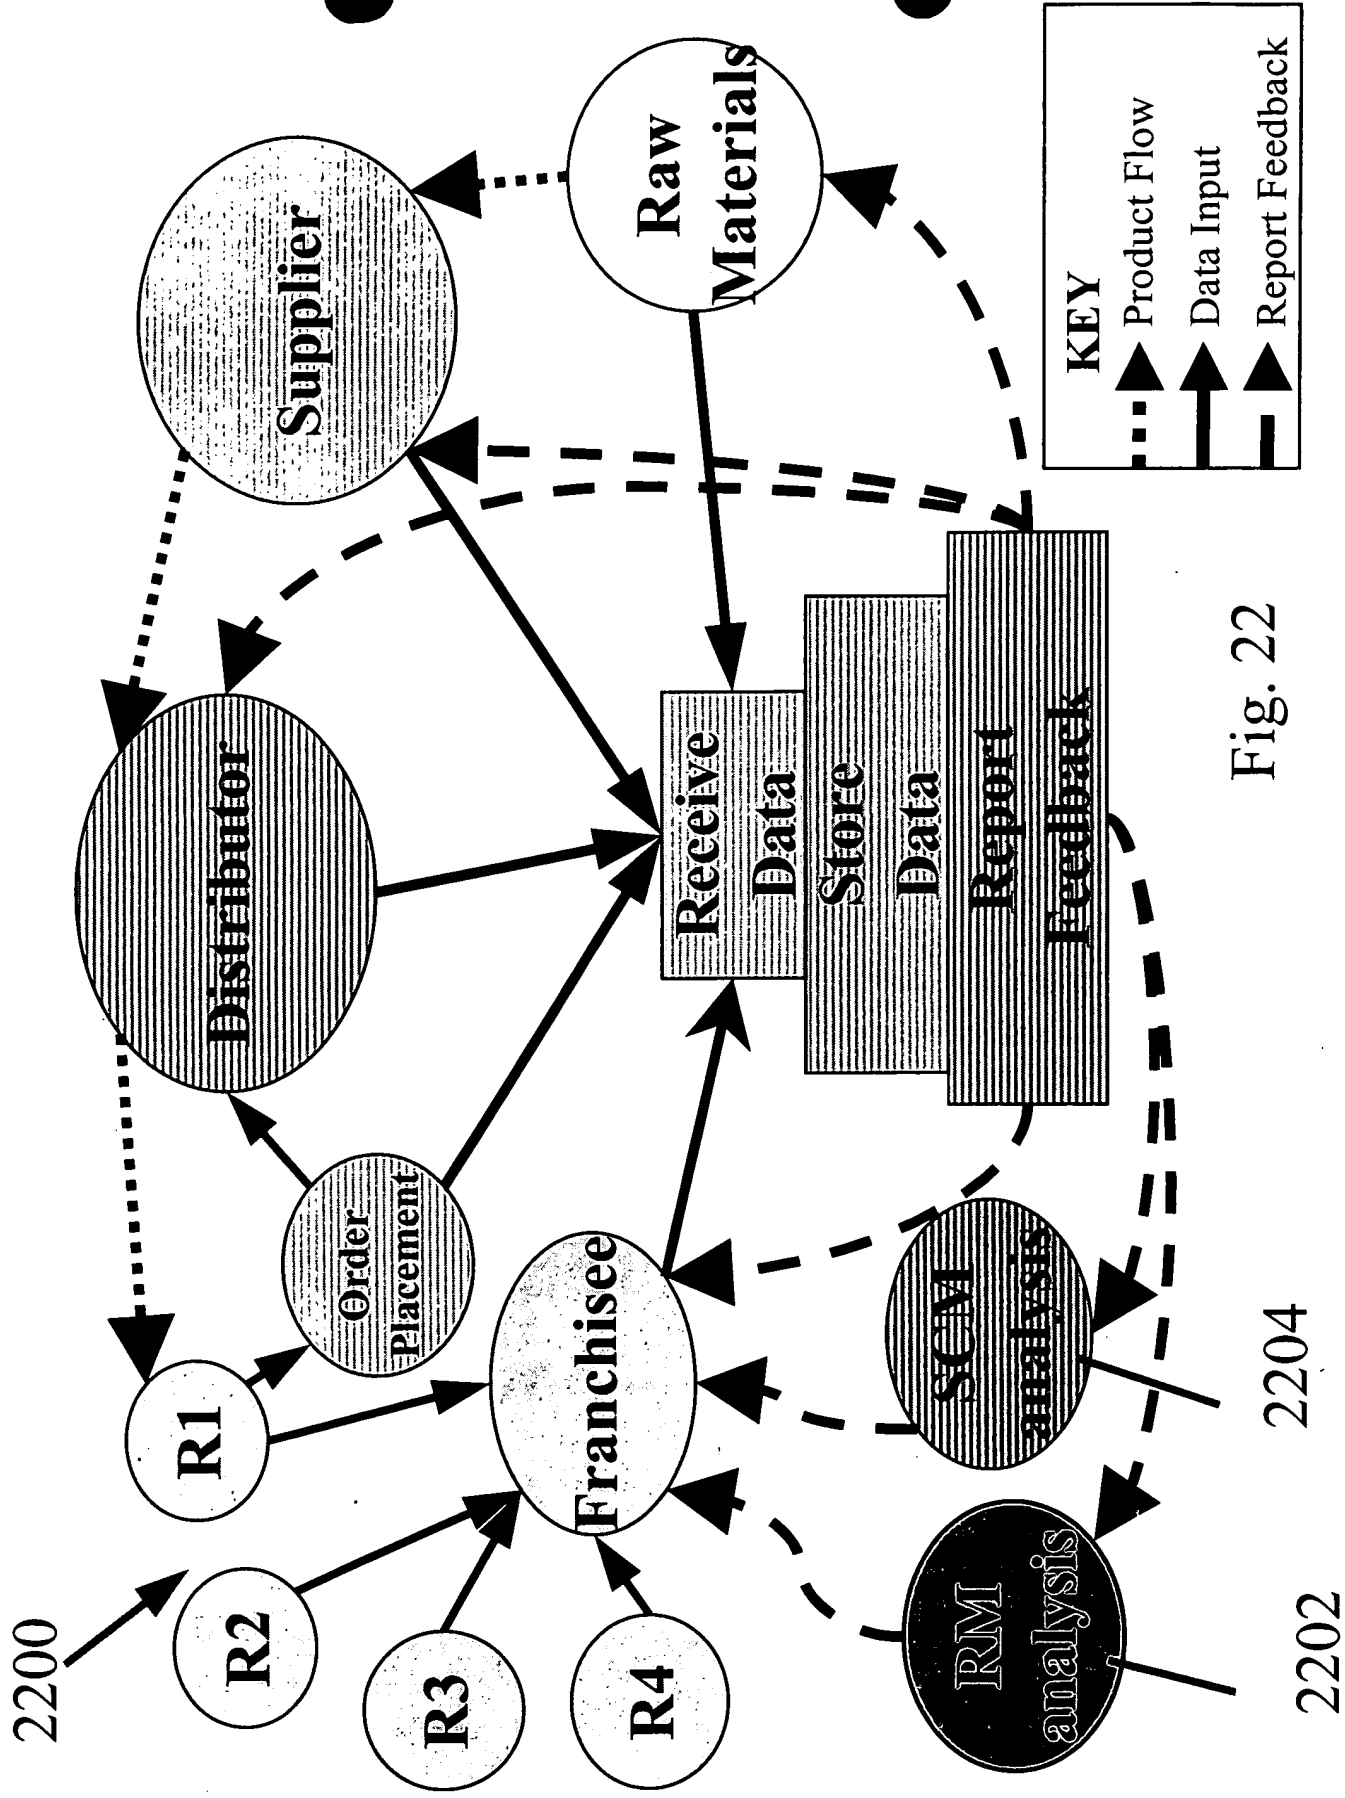 2200
R1
R2
R3
R4
Order
Placement
Distributor
Supplier
Franchisee
Raw
Materials
Receive
Data
Store
Data
Report
Feedback
SCM
analysis
RM
analysis
2202
2204
Fig. 22
KEY
Product Flow
Data Input
Report Feedback